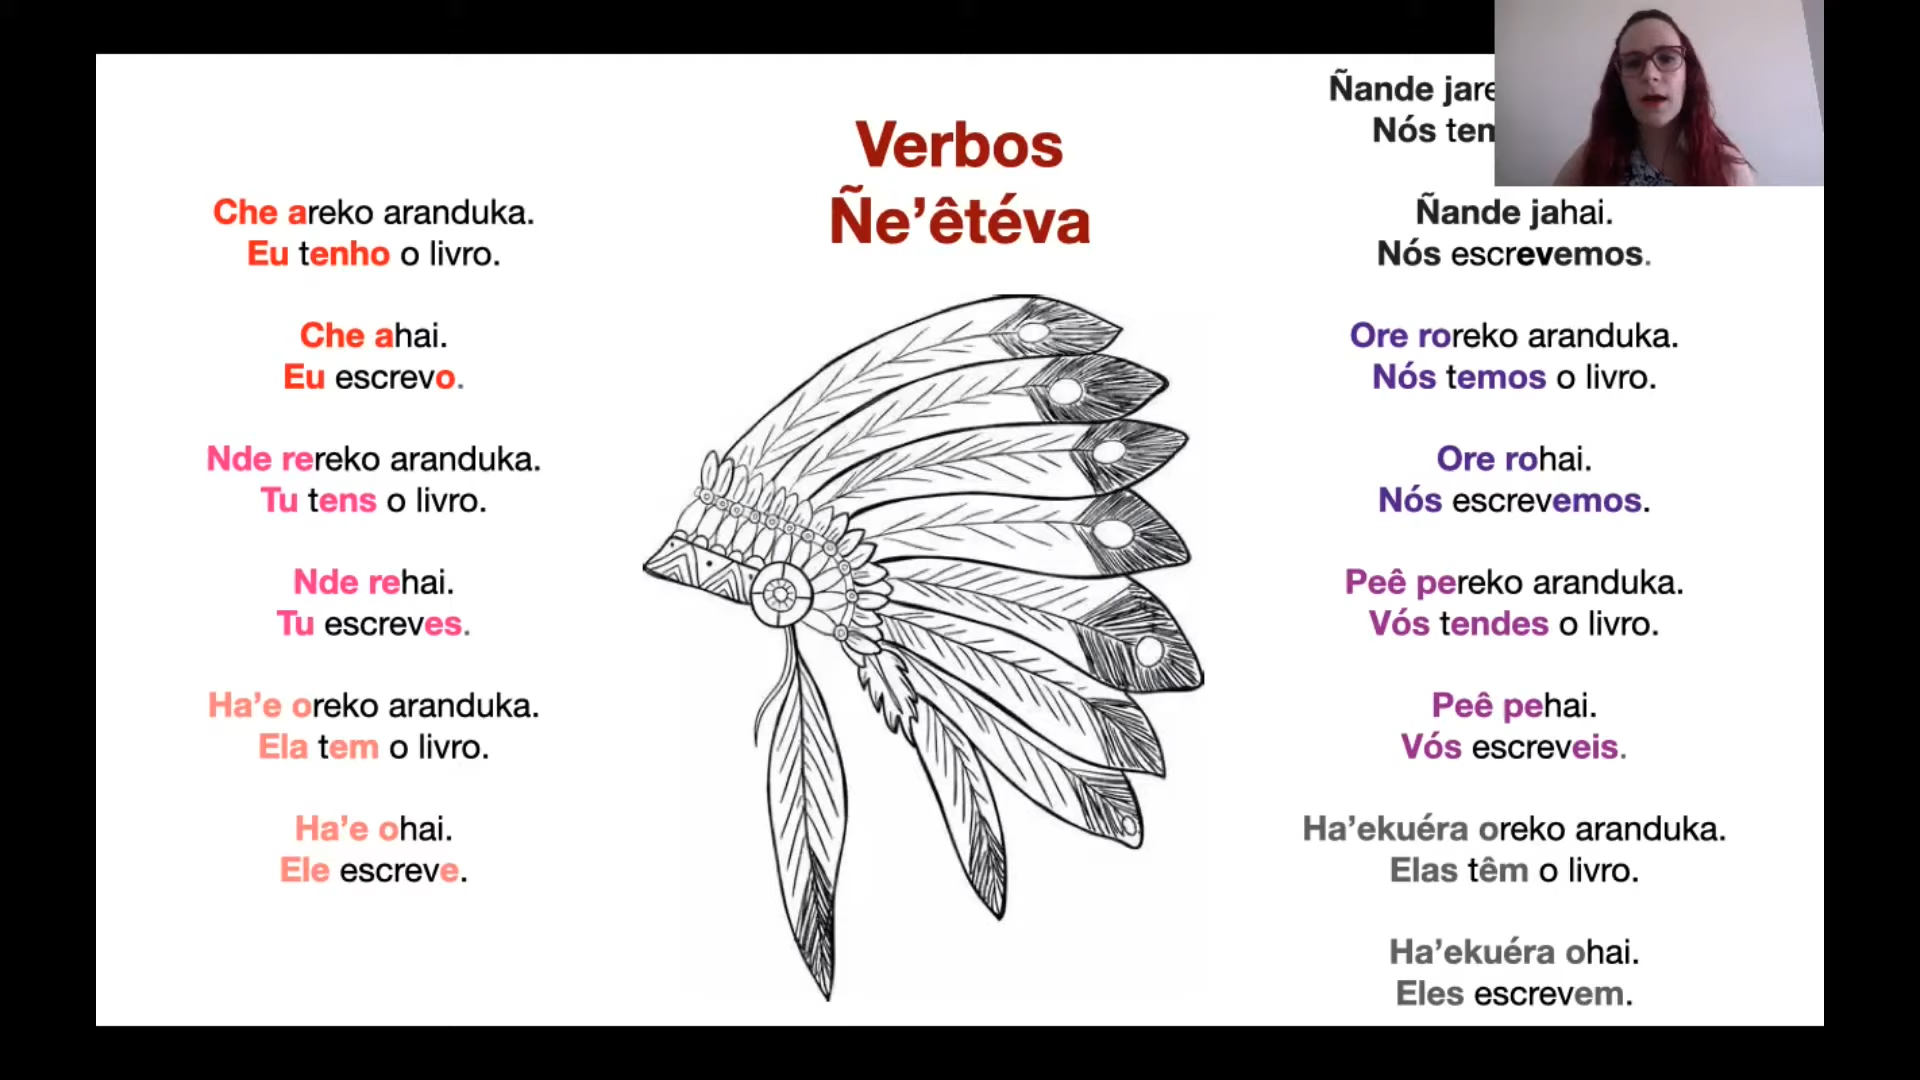 Verbos
Ñe’êtéva
Che areko aranduka.
Eu tenho o livro.
Che ahai.
Eu escrevo.
Nde rereko aranduka.
Tu tens o livro.
Nde rehai.
Tu escreves.
Ha’e oreko aranduka.
Ela tem o livro.
Ha’e ohai.
Ele escreve.
Ñande
Nós
Ñande jahai.
Nós escrevemos.
Ore roreko aranduka.
Nós temos o livro.
Ore rohai.
Nós escrevemos.
Peê pereko aranduka.
Vós tendes o livro.
Peê pehai.
Vós escreveis.
Ha’ekuéra oreko aranduka.
Elas têm o livro.
Ha’ekuéra ohai.
Eles escrevem.